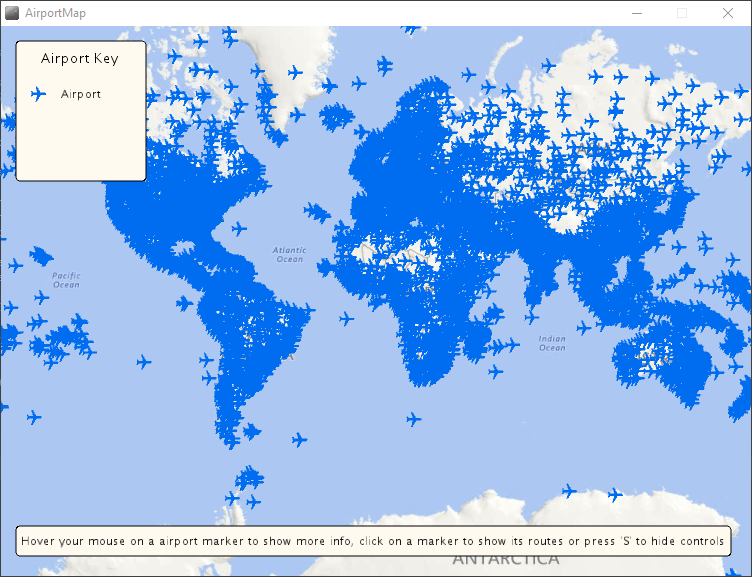 AirportMap
Airport Key
Airport
Atlantic
Ocean
Pacific
Ocean
Indian
Ocean
Hover your mouse on a airport marker to show more info, click on a marker to show its routes or press 'S' to hide controls
ANTARCTICA